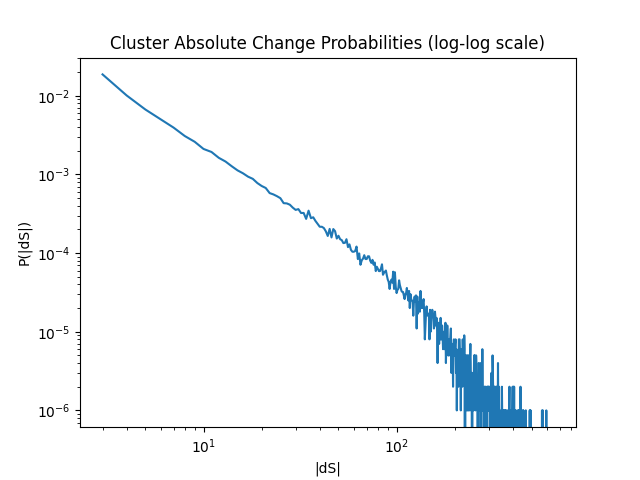 Cluster Absolute Change Probabilities (log-log scale)
P(|dS|)
10⁻²
10⁻³
10⁻⁴
10⁻⁵
10⁻⁶
10¹
10²
|dS|